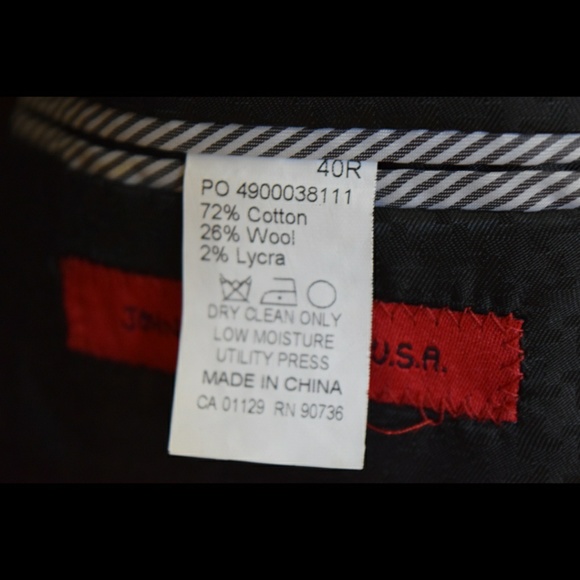 40R
PO 4900038111
72% Cotton
26% Wool
2% Lycra
DRY CLEAN ONLY
LOW MOISTURE
UTILITY PRESS
MADE IN CHINA
CA 01129 RN 90736
U.S.A.